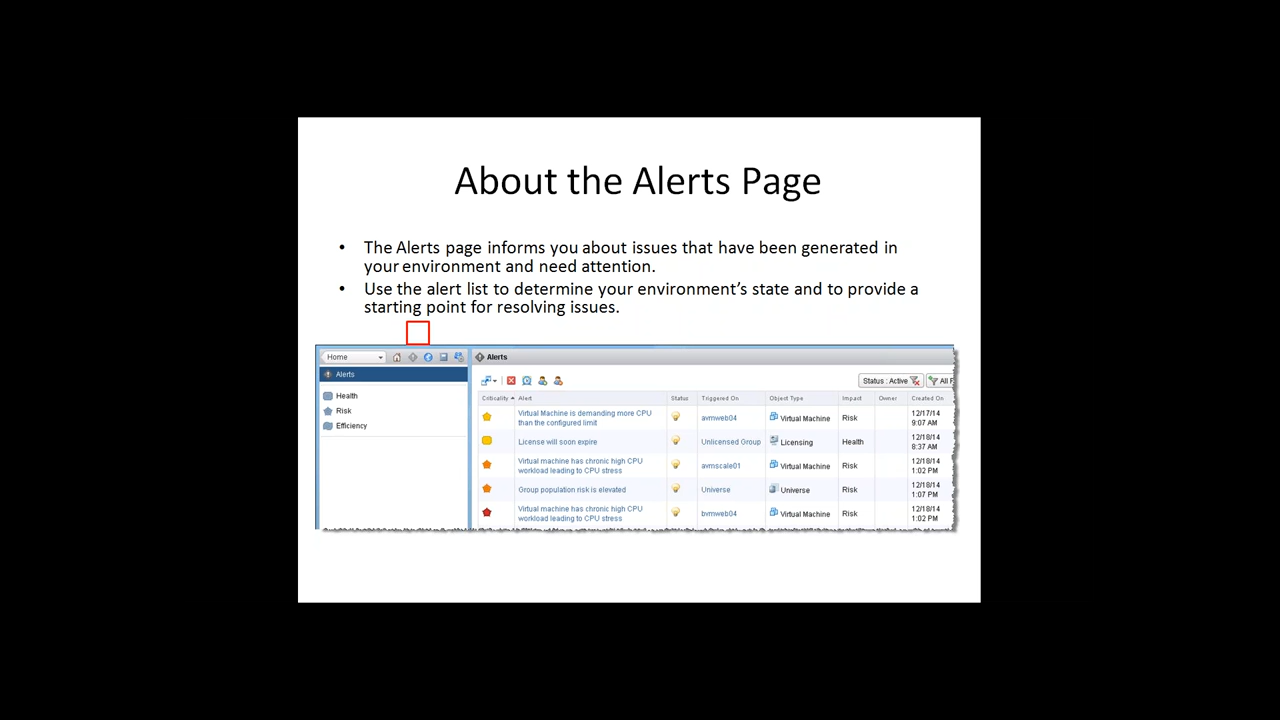 About the Alerts Page
• The Alerts page informs you about issues that have been generated in
your environment and need attention.
• Use the alert list to determine your environment’s state and to provide a
starting point for resolving issues.
Home
Alerts
Health
Risk
Efficiency
Alerts
Status : Active
All F
Criticality Alert Status Triggered On Object Type Impact Owner Created On
Virtual Machine is demanding more CPU
than the configured limit
avmweb04 Virtual Machine Risk
12/17/14
9:07 AM
License will soon expire Unlicensed Group Licensing Health
12/18/14
8:37 AM
Virtual machine has chronic high CPU
workload leading to CPU stress
avmscale01 Virtual Machine Risk
12/18/14
1:02 PM
Group population risk is elevated Universe Universe Risk
12/18/14
1:07 PM
Virtual machine has chronic high CPU
workload leading to CPU stress
bvmweb04 Virtual Machine Risk
12/18/14
1:02 PM